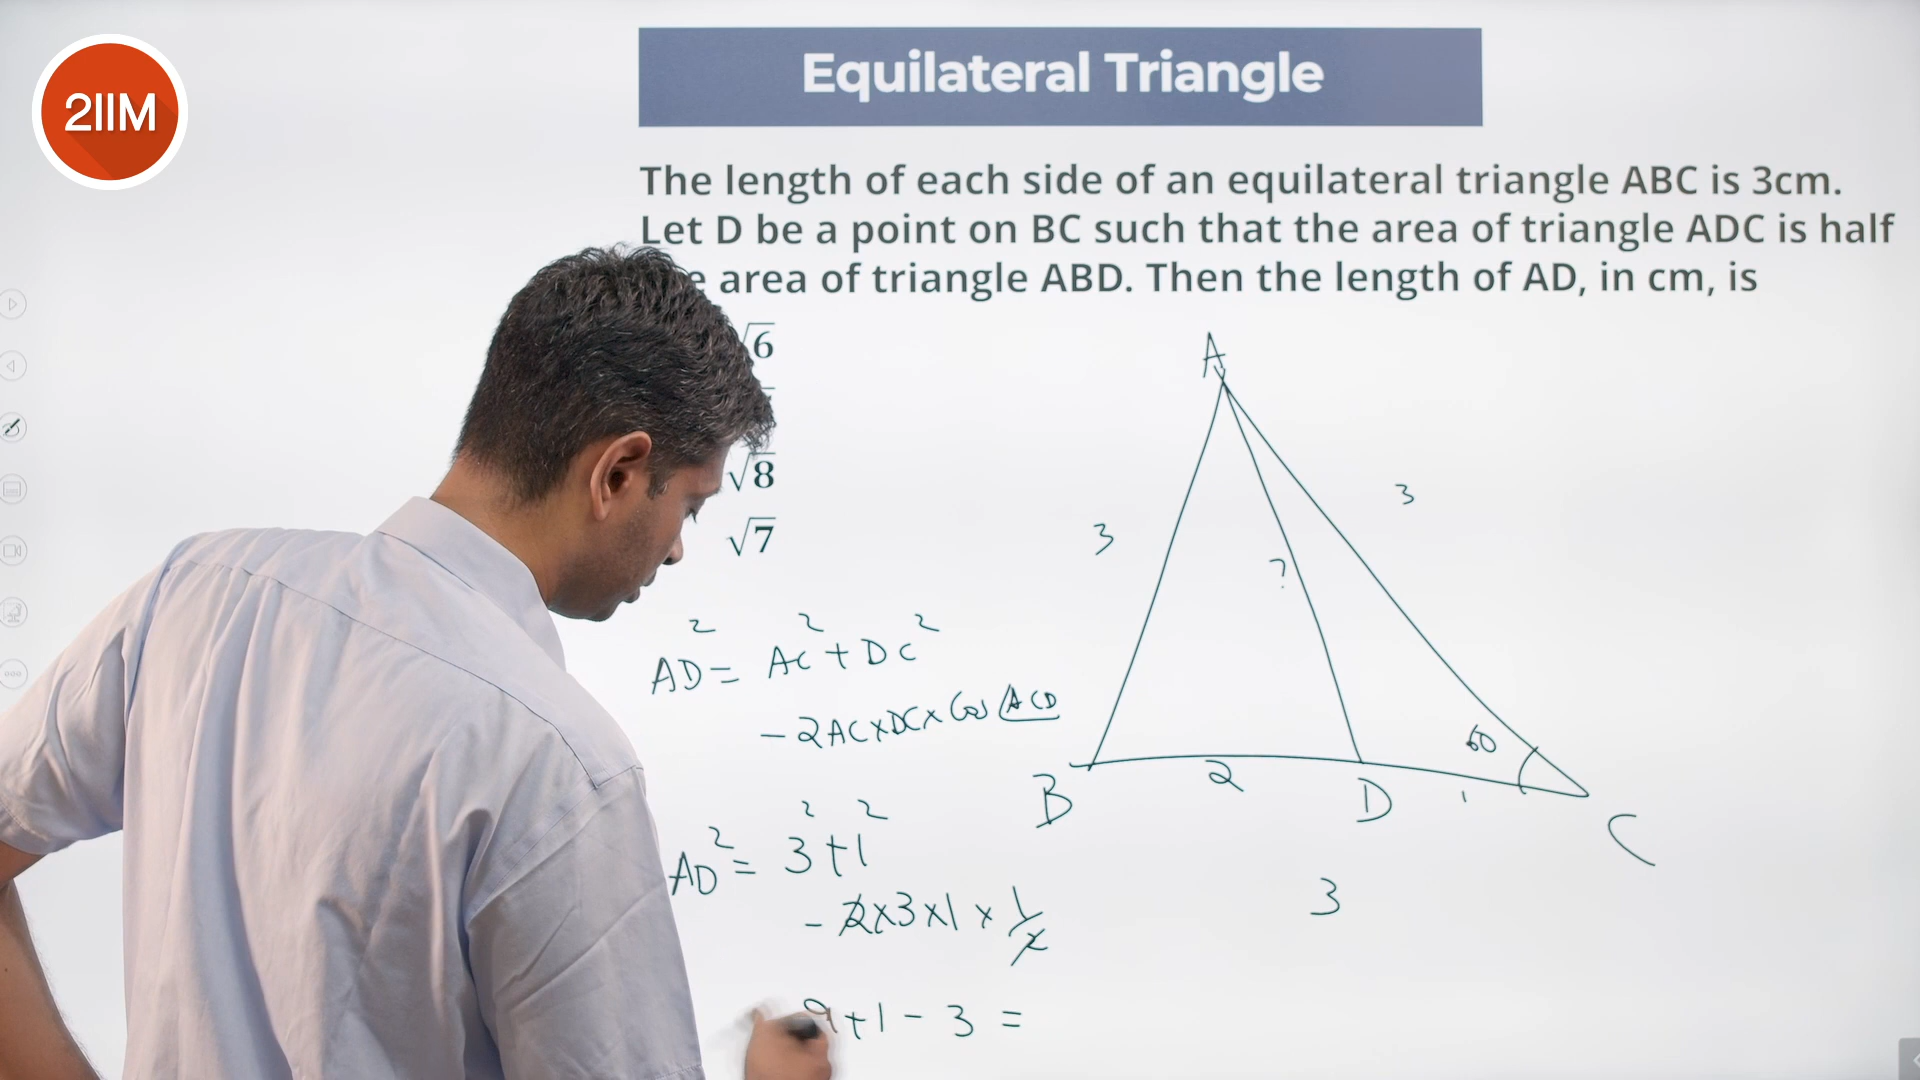 2IIM
Equilateral Triangle
The length of each side of an equilateral triangle ABC is 3cm.
Let D be a point on BC such that the area of triangle ADC is half
area of triangle ABD. Then the length of AD, in cm, is
√6
√8
√7
A
3
3
?
60
B
2
D
1
C
3
AD² = AC² + DC²
- 2AC×DC× Cos ∠ACD
AD² = 3² + 1²
- 2×3×1 × 1/2
9+1-3 =